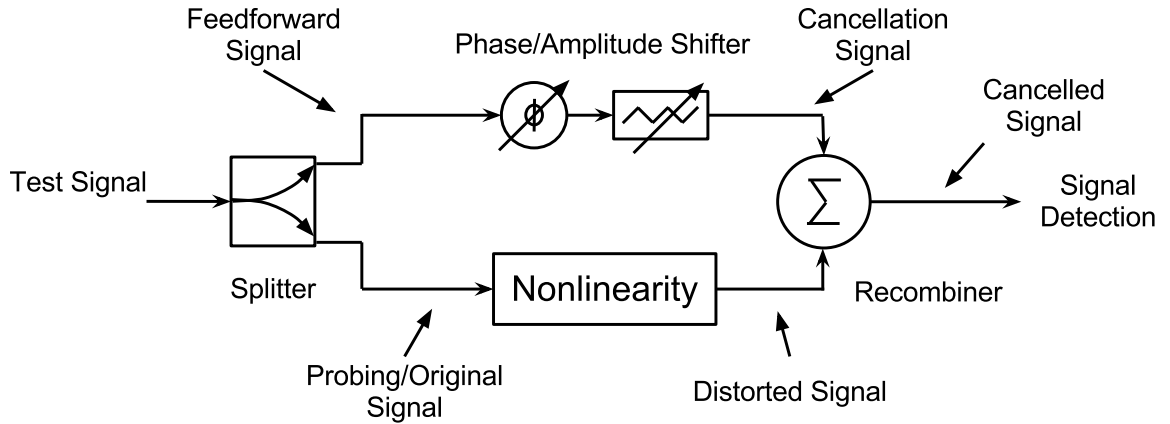 Feedforward
Signal
Phase/Amplitude Shifter
Cancellation
Signal
Cancelled
Signal
Test Signal
ϕ
Σ
Signal
Detection
Splitter
Nonlinearity
Recombiner
Probing/Original
Signal
Distorted Signal